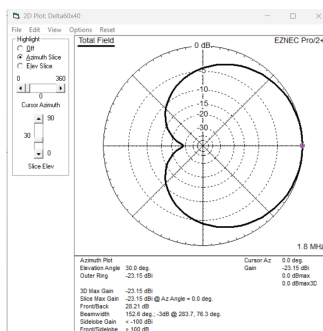 2D Plot: Delta60x40
File Edit View Options Reset
Highlight
Off
Azimuth Slice
Elev Slice
0 360
0
Cursor Azimuth
90
30
0
Slice Elev
Total Field
EZNEC Pro/2+
0 dB
-5
-10
-15
-20
-30
1.8 MHz
Azimuth Plot
Elevation Angle 30.0 deg.
Outer Ring -23.15 dBi
Cursor Az 0.0 deg.
Gain -23.15 dBi
0.0 dBmax
0.0 dBmax3D
3D Max Gain -23.15 dBi
Slice Max Gain -23.15 dBi @ Az Angle = 0.0 deg.
Front/Back 28.21 dB
Beamwidth 152.6 deg.; -3dB @ 283.7, 76.3 deg.
Sidelobe Gain < -100 dBi
Front/Sidelobe > 100 dB